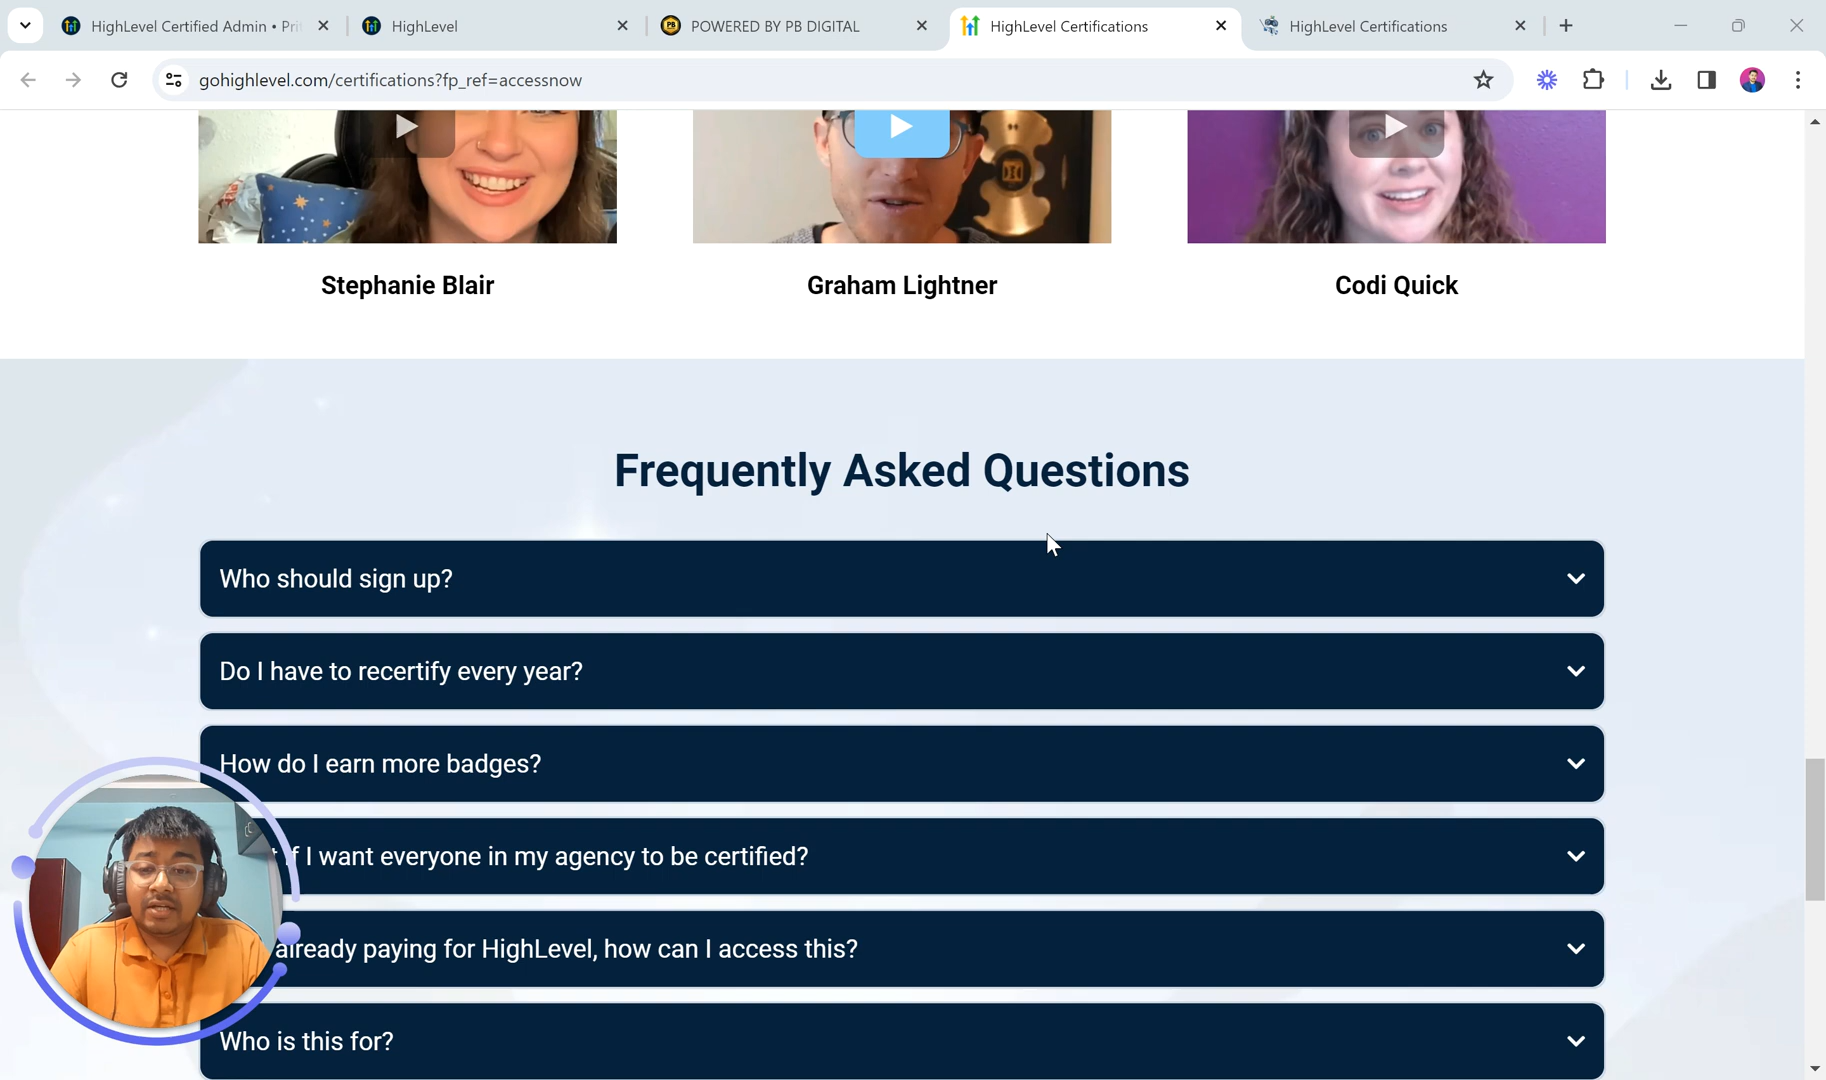 HighLevel Certified Admin • Pri
HighLevel
POWERED BY PB DIGITAL
HighLevel Certifications
HighLevel Certifications
gohighlevel.com/certifications?fp_ref=accessnow
Stephanie Blair
Graham Lightner
Codi Quick
Frequently Asked Questions
Who should sign up?
Do I have to recertify every year?
How do I earn more badges?
if I want everyone in my agency to be certified?
already paying for HighLevel, how can I access this?
Who is this for?